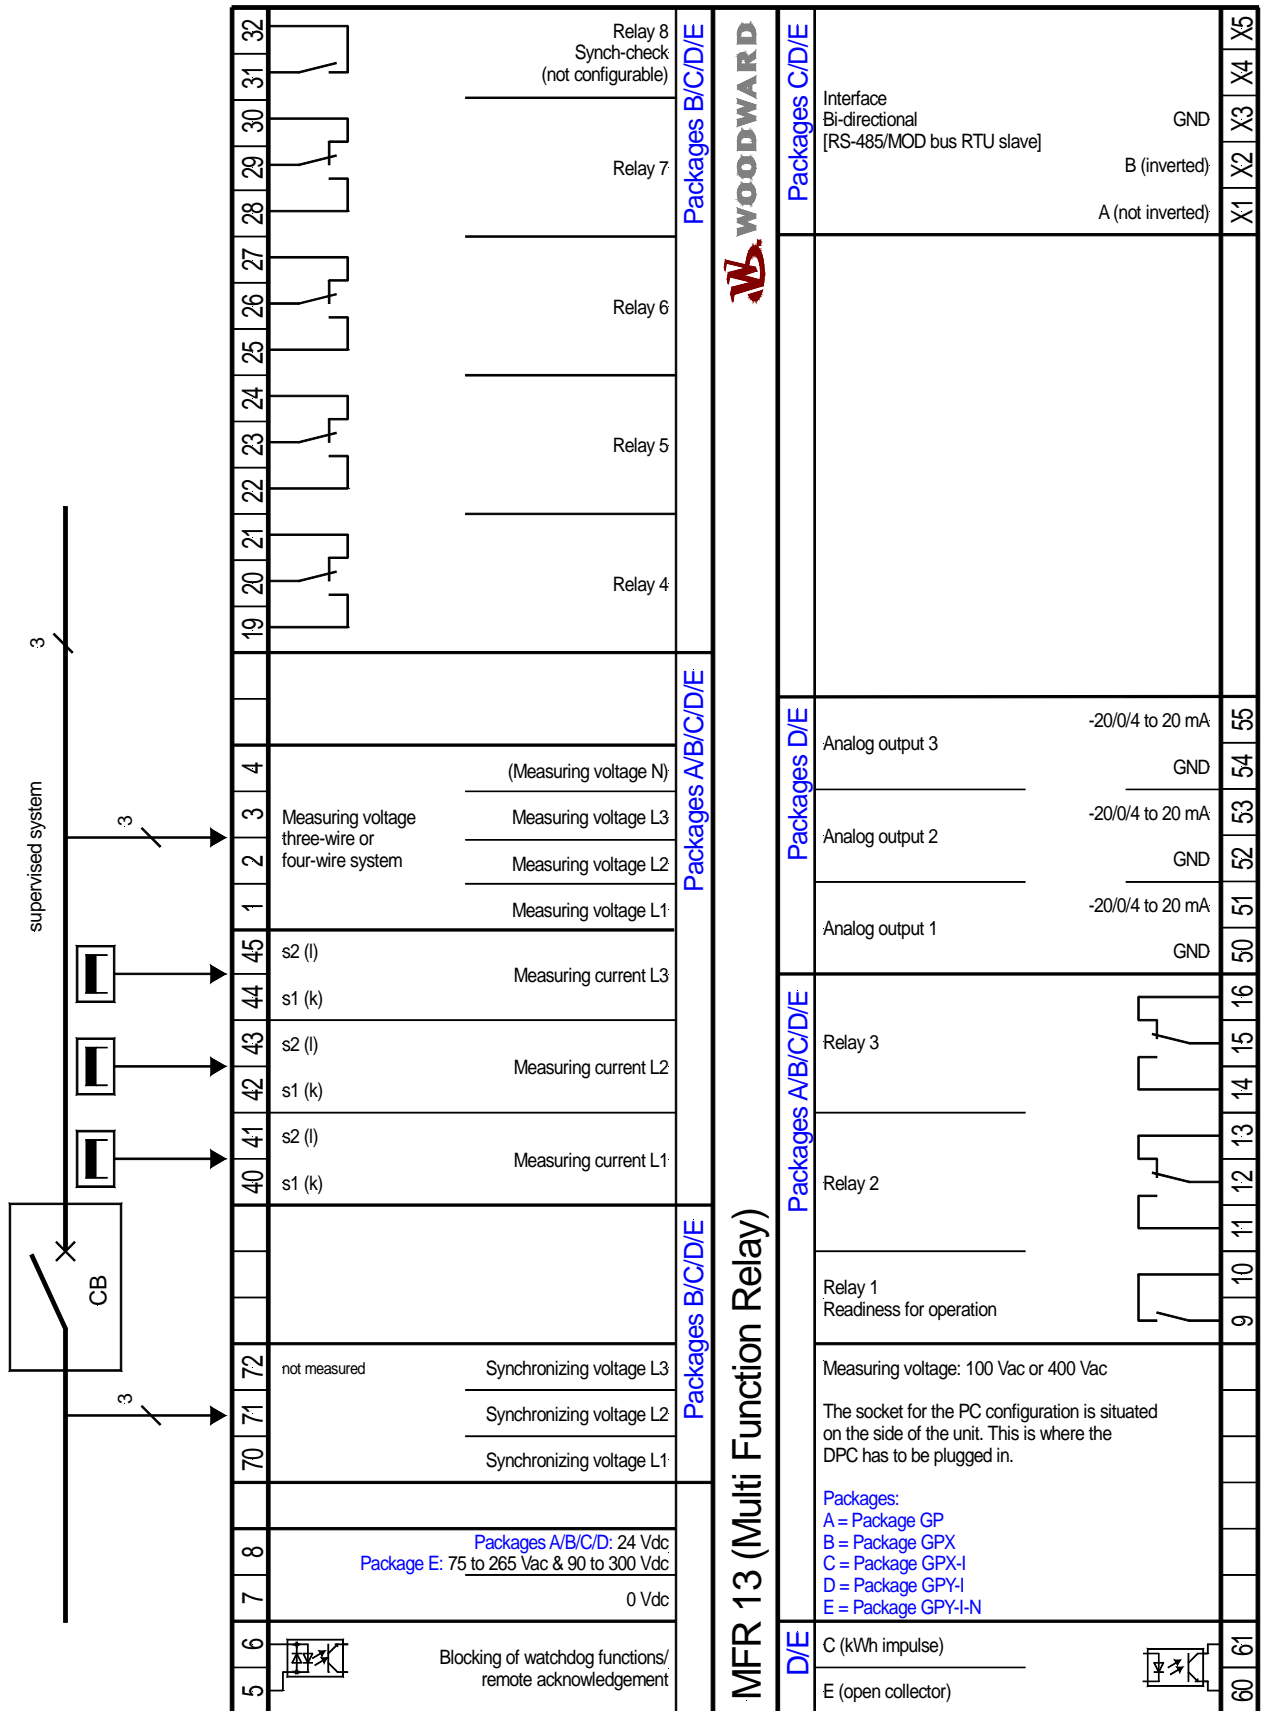 32
31
30
29
28
27
26
25
24
23
22
21
20
19
4
3
2
1
45
44
43
42
41
40
72
71
70
8
7
6
5
Relay 8
Synch-check
(not configurable)
Relay 7
Relay 6
Relay 5
Relay 4
(Measuring voltage N)
Measuring voltage
three-wire or
four-wire system
Measuring voltage L3
Measuring voltage L2
Measuring voltage L1
s2 (l)
Measuring current L3
s1 (k)
s2 (l)
Measuring current L2
s1 (k)
s2 (l)
Measuring current L1
s1 (k)
not measured
Synchronizing voltage L3
Synchronizing voltage L2
Synchronizing voltage L1
Packages A/B/C/D: 24 Vdc
Package E: 75 to 265 Vac & 90 to 300 Vdc
0 Vdc
Blocking of watchdog functions/
remote acknowledgement
Packages B/C/D/E
Packages A/B/C/D/E
Packages B/C/D/E
supervised system
3
3
3
CB
W WOODWARD
MFR 13 (Multi Function Relay)
Packages C/D/E
Packages D/E
Packages A/B/C/D/E
D/E
Interface
Bi-directional
[RS-485/MOD bus RTU slave]
GND
B (inverted)
A (not inverted)
-20/0/4 to 20 mA
Analog output 3
GND
-20/0/4 to 20 mA
Analog output 2
GND
-20/0/4 to 20 mA
Analog output 1
GND
Relay 3
Relay 2
Relay 1
Readiness for operation
Measuring voltage: 100 Vac or 400 Vac
The socket for the PC configuration is situated
on the side of the unit. This is where the
DPC has to be plugged in.
Packages:
A = Package GP
B = Package GPX
C = Package GPX-I
D = Package GPY-I
E = Package GPY-I-N
C (kWh impulse)
E (open collector)
X5
X4
X3
X2
X1
55
54
53
52
51
50
16
15
14
13
12
11
10
9
61
60